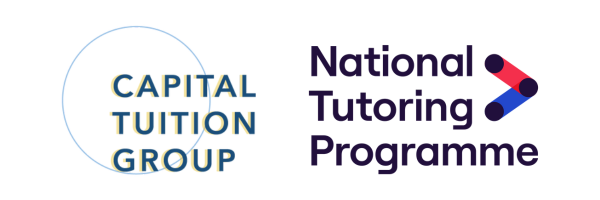 CAPITAL
TUITION
GROUP
National
Tutoring
Programme